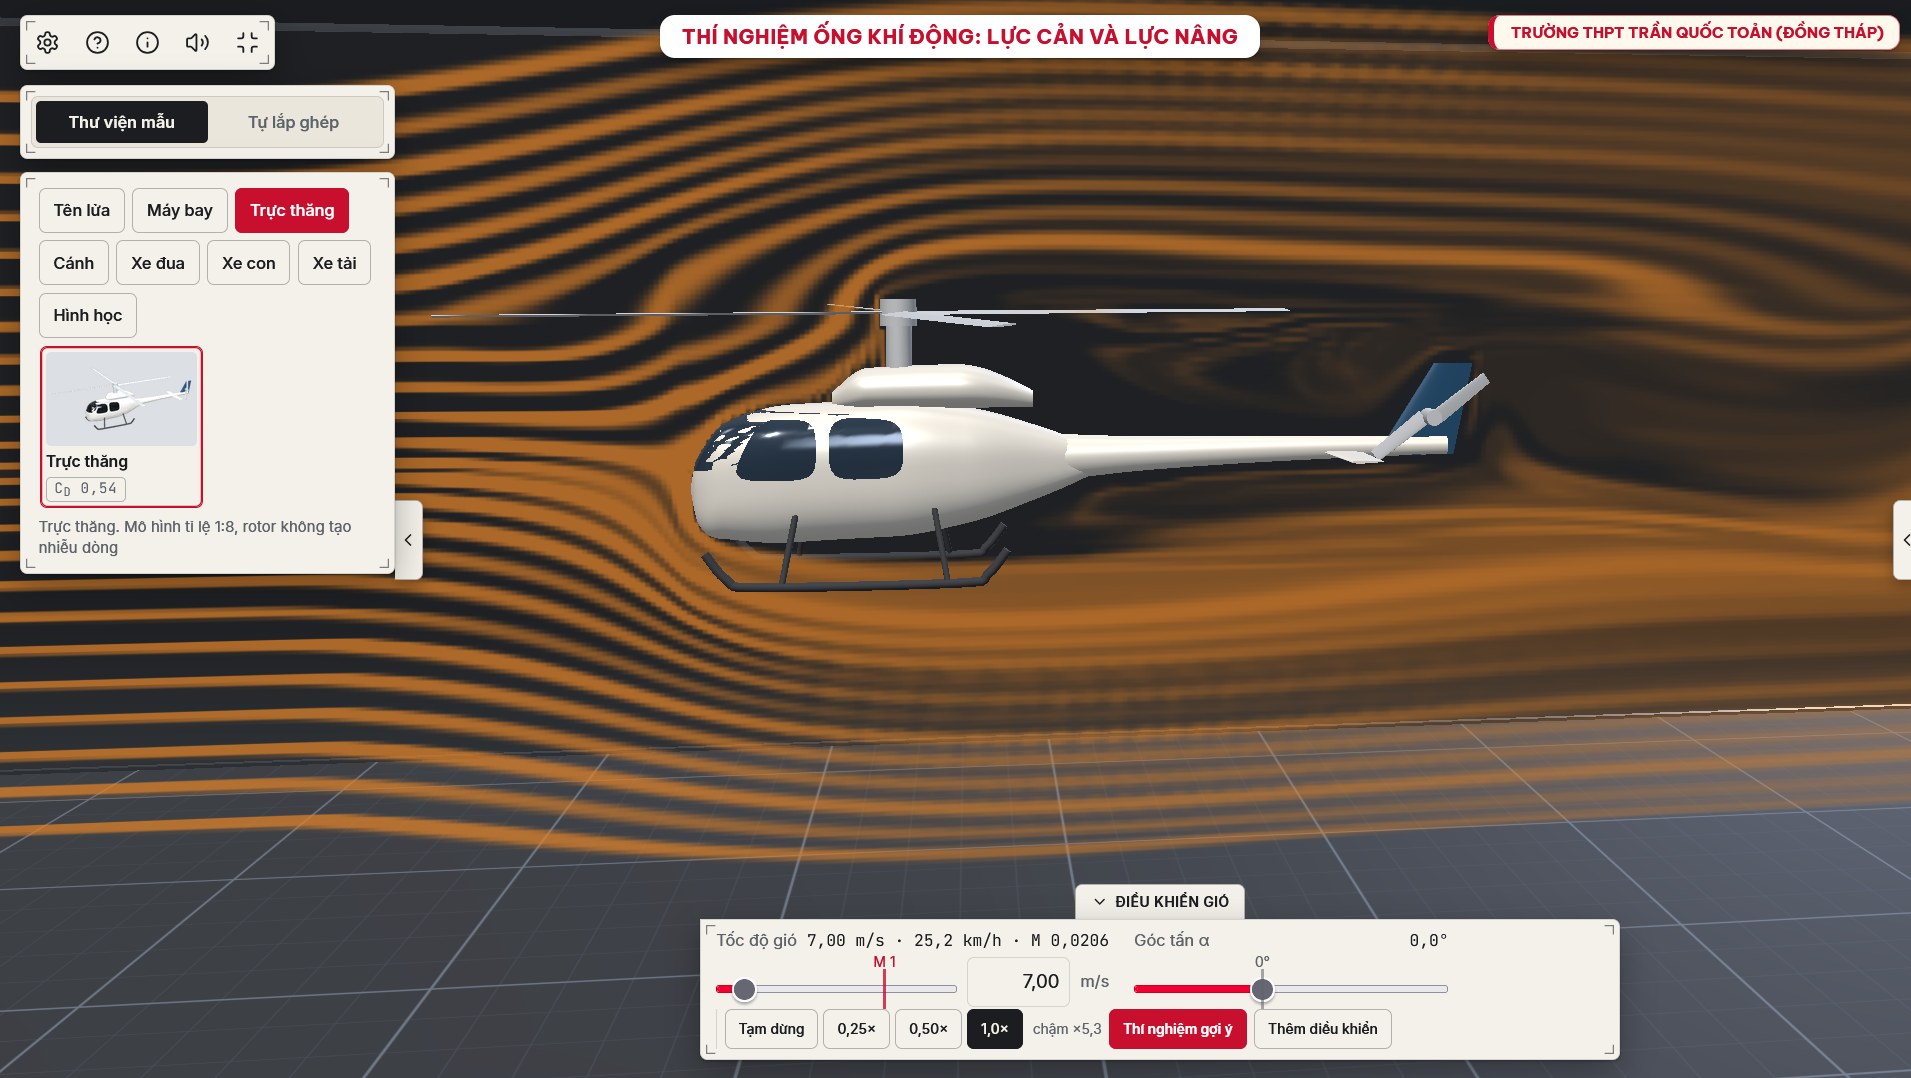 THÍ NGHIỆM ỐNG KHÍ ĐỘNG: LỰC CẢN VÀ LỰC NÂNG
TRƯỜNG THPT TRẦN QUỐC TOẢN (ĐỒNG THÁP)
Thư viện mẫu
Tự lắp ghép
Tên lửa
Máy bay
Trực thăng
Cánh
Xe đua
Xe con
Xe tải
Hình học
Trực thăng
CD 0,54
Trực thăng. Mô hình tỉ lệ 1:8, rotor không tạo
nhiễu dòng
ĐIỀU KHIỂN GIÓ
Tốc độ gió 7,00 m/s · 25,2 km/h · M 0,0206
Góc tấn α 0,0°
M 1
0°
7,00 m/s
Tạm dừng
0,25×
0,50×
1,0×
chậm ×5,3
Thí nghiệm gợi ý
Thêm điều khiển